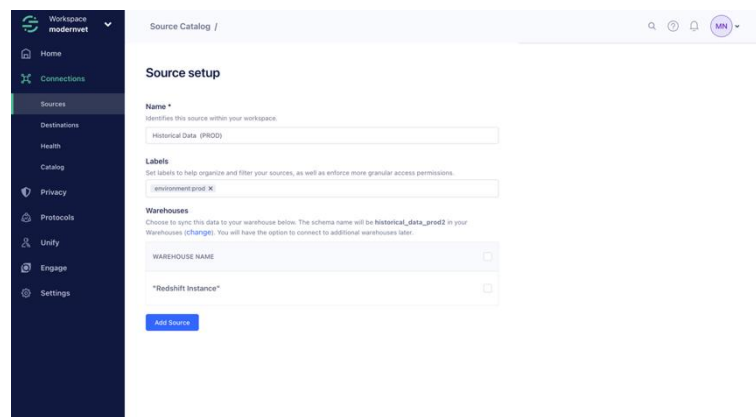 Workspace
modernvet
Home
Connections
Sources
Destinations
Health
Catalog
Privacy
Protocols
Unify
Engage
Settings
Source Catalog /
MN
Source setup
Name *
Identifies this source within your workspace.
Historical Data (PROD)
Labels
Set labels to help organize and filter your sources, as well as enforce more granular access permissions.
environment:prod ×
Warehouses
Choose to sync this data to your warehouse below. The schema name will be historical_data_prod2 in your
Warehouses (change). You will have the option to connect to additional warehouses later.
WAREHOUSE NAME
"Redshift Instance"
Add Source